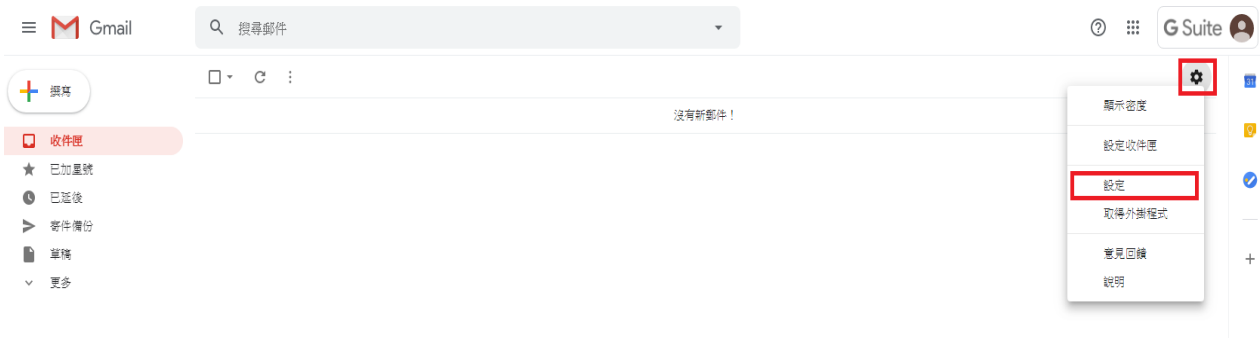 Gmail
搜尋郵件
G Suite
撰寫
沒有新郵件！
收件匣
已加星號
已延後
寄件備份
草稿
更多
顯示密度
設定收件匣
設定
取得外掛程式
意見回饋
說明
31